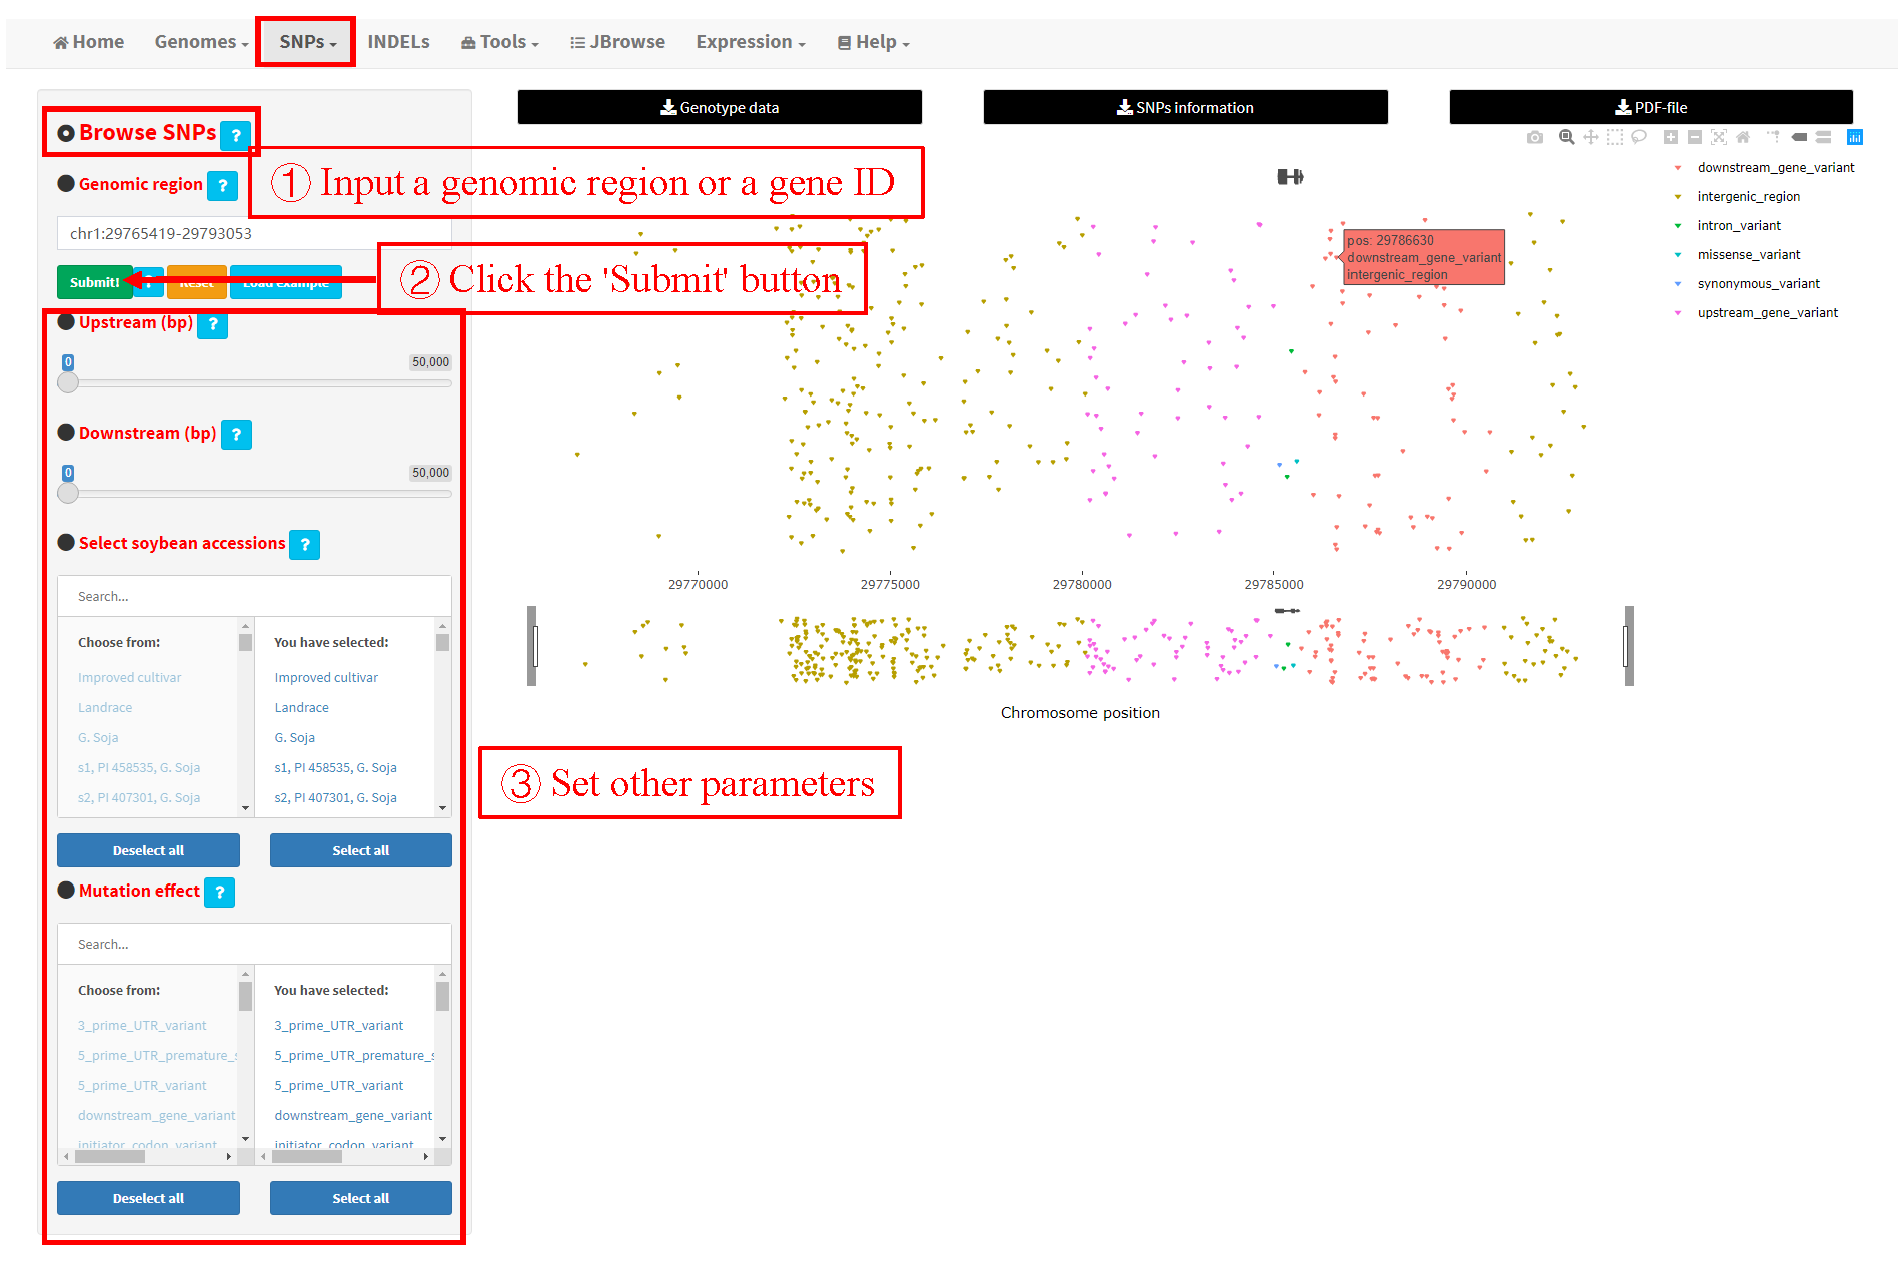 Home Genomes SNPs INDELs Tools JBrowse Expression Help
Browse SNPs ?
Genotype data
SNPs information
PDF-file
Genomic region ?
① Input a genomic region or a gene ID
chr1:29765419-29793053
Submit! ? Reset Load example
② Click the 'Submit' button
Upstream (bp) ?
0 50,000
Downstream (bp) ?
0 50,000
Select soybean accessions ?
Search...
Choose from:
Improved cultivar
Landrace
G. Soja
s1, PI 458535, G. Soja
s2, PI 407301, G. Soja
You have selected:
Improved cultivar
Landrace
G. Soja
s1, PI 458535, G. Soja
s2, PI 407301, G. Soja
Deselect all
Select all
③ Set other parameters
Mutation effect ?
Search...
Choose from:
3_prime_UTR_variant
5_prime_UTR_premature_s
5_prime_UTR_variant
downstream_gene_variant
initiator_codon_variant
You have selected:
3_prime_UTR_variant
5_prime_UTR_premature_s
5_prime_UTR_variant
downstream_gene_variant
initiator_codon_variant
Deselect all
Select all
pos: 29786630
downstream_gene_variant
intergenic_region
downstream_gene_variant
intergenic_region
intron_variant
missense_variant
synonymous_variant
upstream_gene_variant
29770000 29775000 29780000 29785000 29790000
Chromosome position